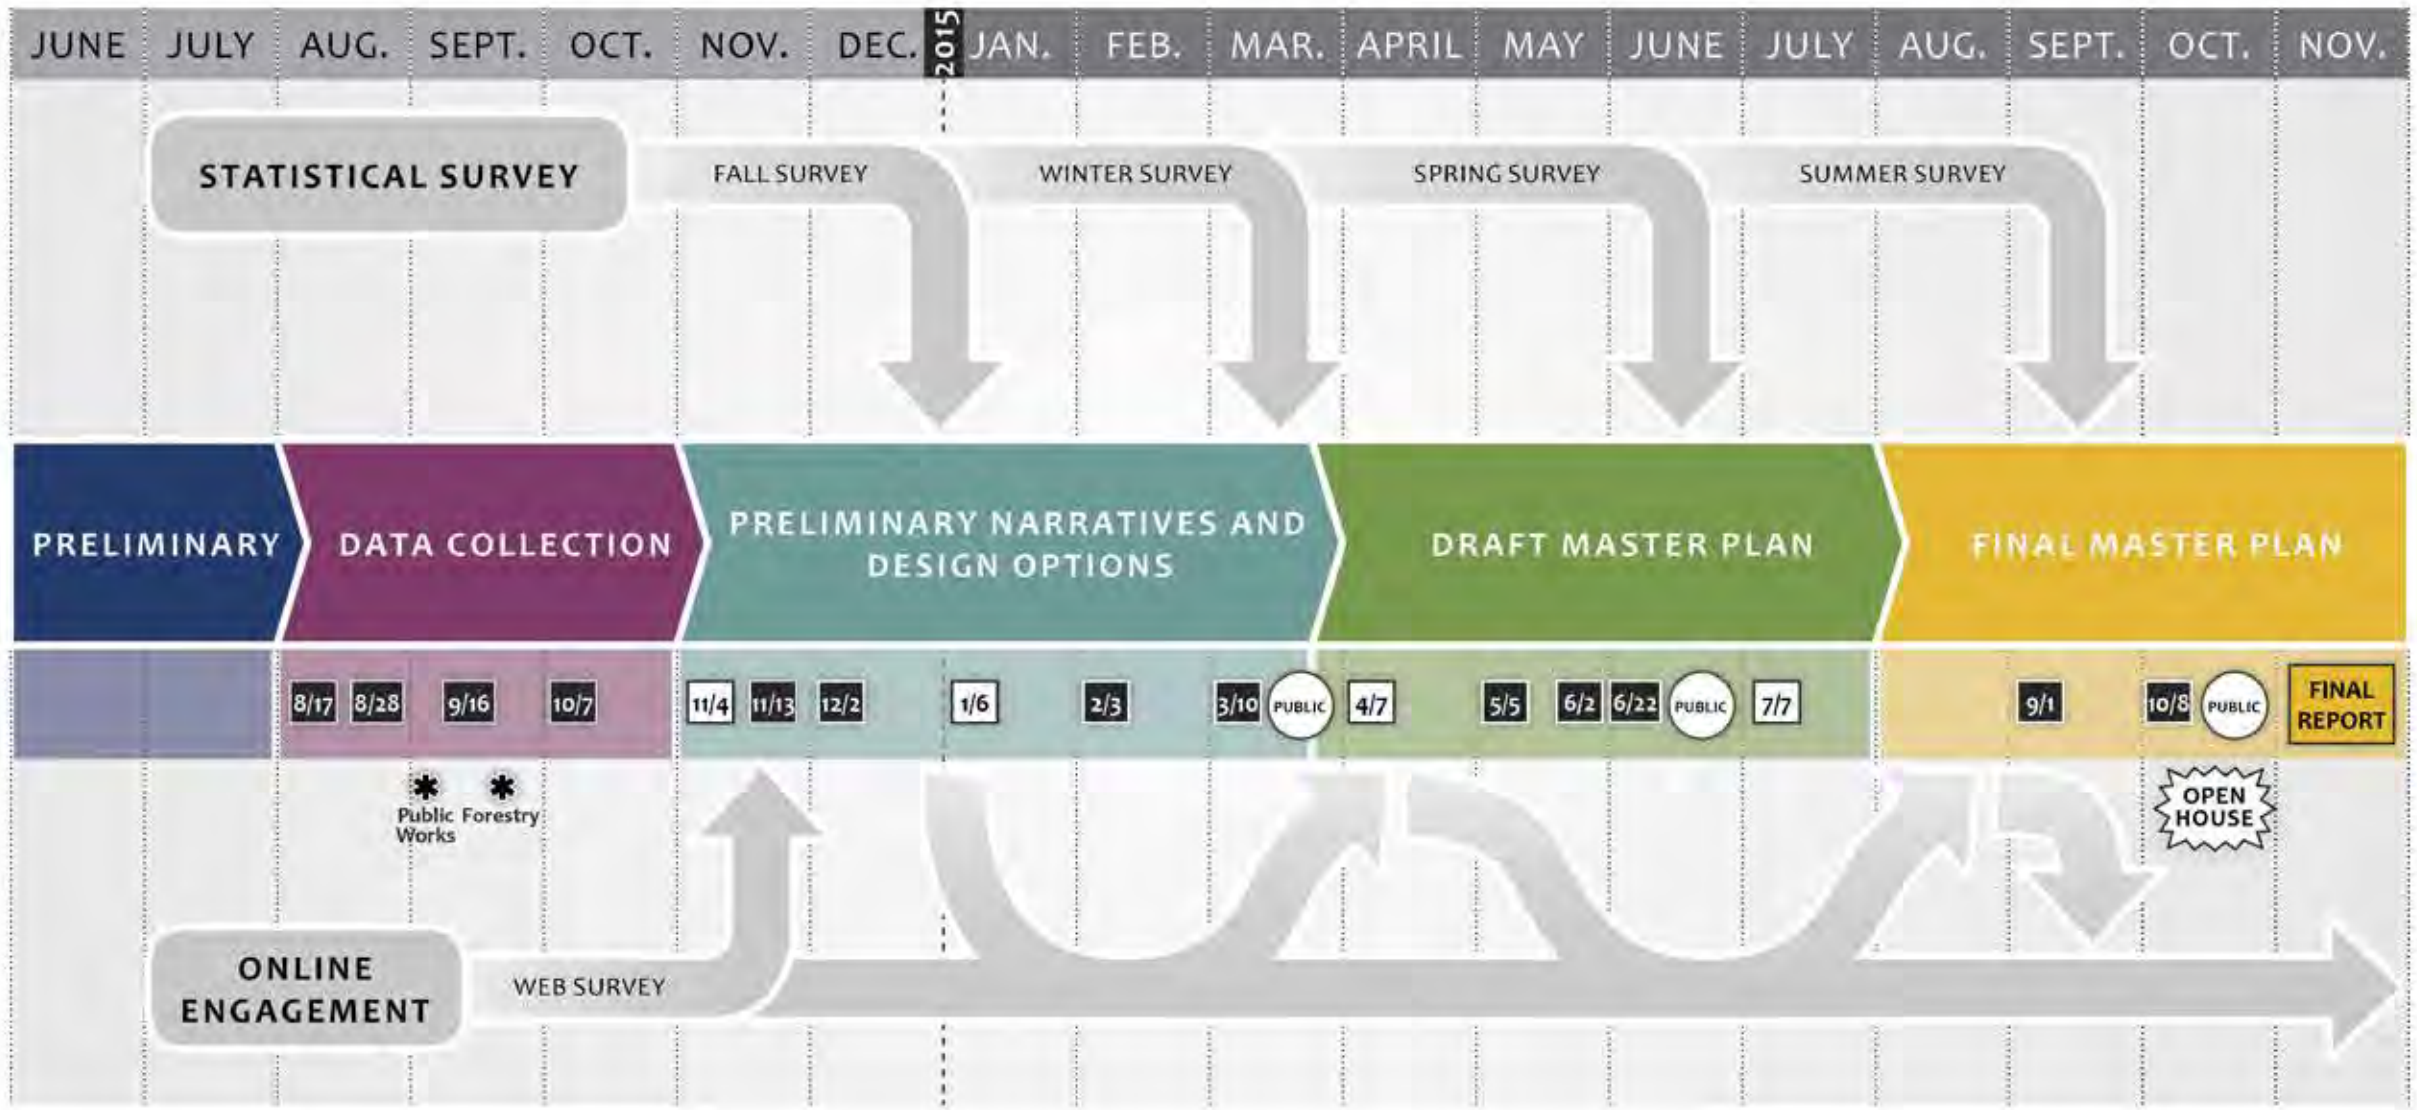 JUNE JULY AUG. SEPT. OCT. NOV. DEC. 2015 JAN. FEB. MAR. APRIL MAY JUNE JULY AUG. SEPT. OCT. NOV.
STATISTICAL SURVEY
FALL SURVEY
WINTER SURVEY
SPRING SURVEY
SUMMER SURVEY
PRELIMINARY
DATA COLLECTION
PRELIMINARY NARRATIVES AND
DESIGN OPTIONS
DRAFT MASTER PLAN
FINAL MASTER PLAN
8/17 8/28 9/16 10/7 11/4 11/13 12/2 1/6 2/3 3/10 PUBLIC 4/7 5/5 6/2 6/22 PUBLIC 7/7 9/1 10/8 PUBLIC
FINAL
REPORT
* *
Public Forestry
Works
OPEN
HOUSE
ONLINE
ENGAGEMENT
WEB SURVEY